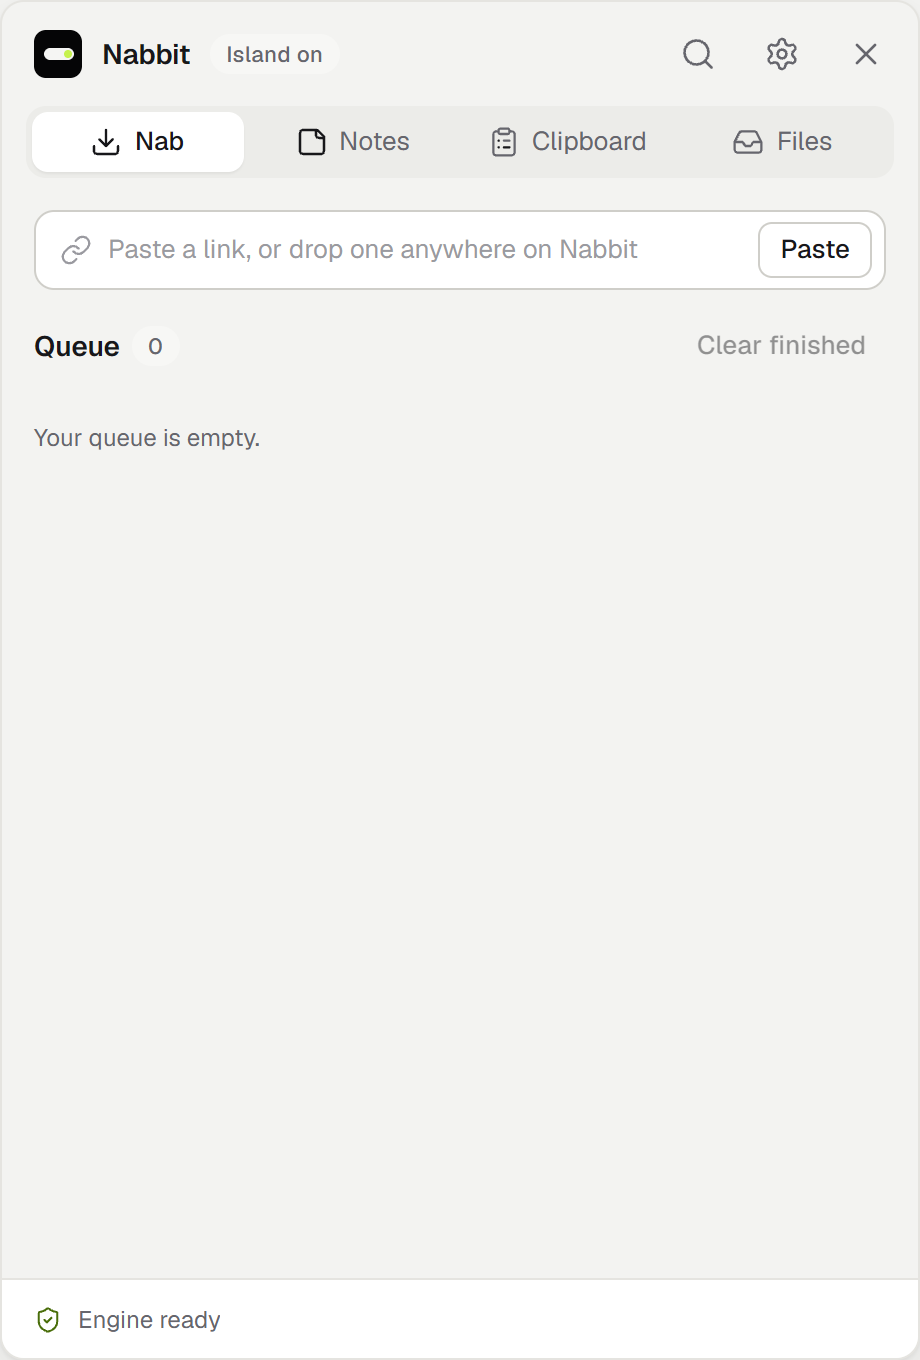 Nabbit Island on
Nab Notes Clipboard Files
Paste a link, or drop one anywhere on Nabbit Paste
Queue 0 Clear finished
Your queue is empty.
Engine ready